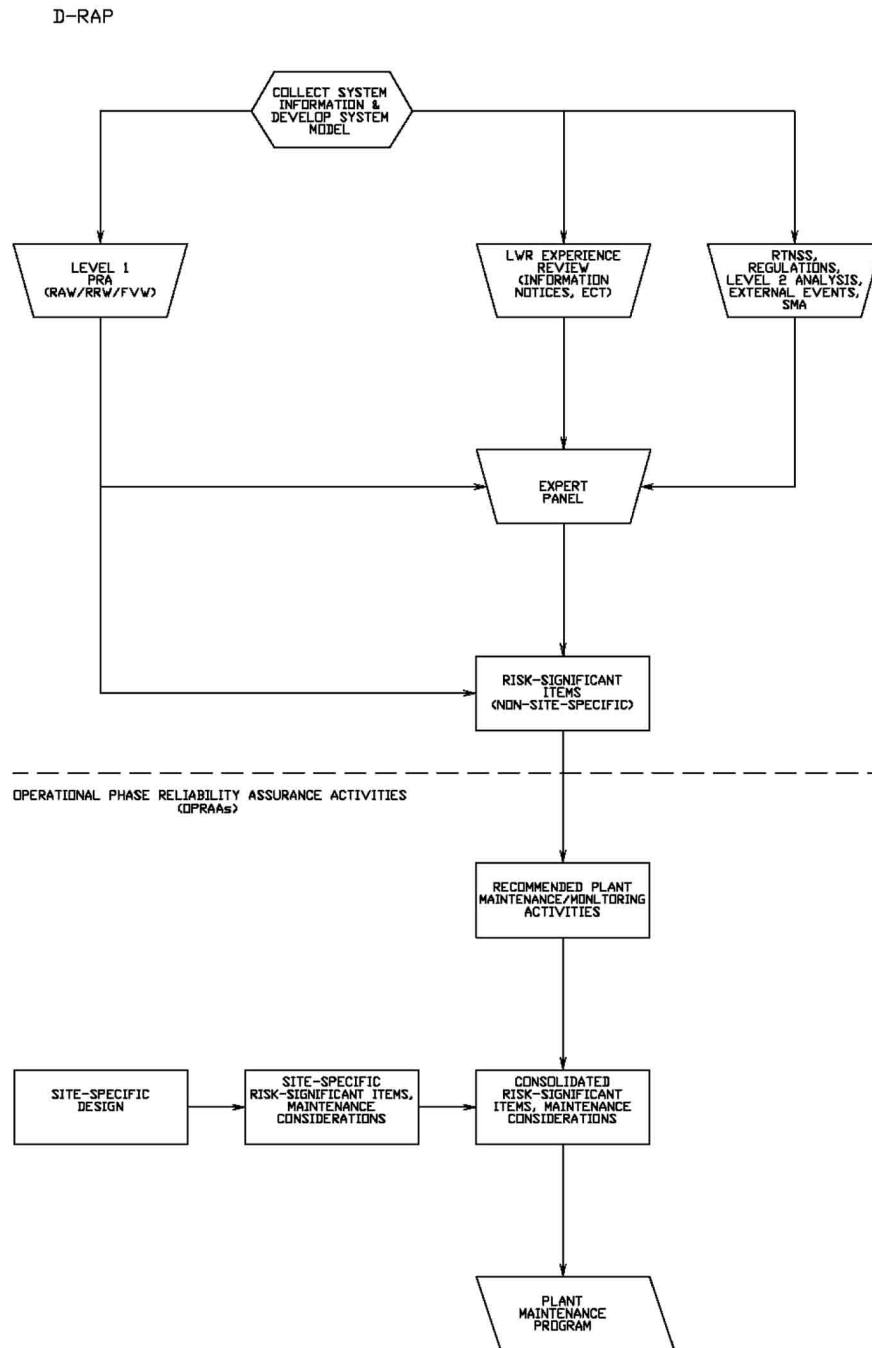 D-RAP
COLLECT SYSTEM
INFORMATION &
DEVELOP SYSTEM
MODEL
LEVEL 1
PRA
(RAW/RRW/FVW)
LWR EXPERIENCE
REVIEW
(INFORMATION
NOTICES, ECT)
RTNSS,
REGULATIONS,
LEVEL 2 ANALYSIS,
EXTERNAL EVENTS,
SMA
EXPERT
PANEL
RISK-SIGNIFICANT
ITEMS
(NON-SITE-SPECIFIC)
OPERATIONAL PHASE RELIABILITY ASSURANCE ACTIVITIES
(OPRAAs)
RECOMMENDED PLANT
MAINTENANCE/MONLTORING
ACTIVITIES
SITE-SPECIFIC
DESIGN
SITE-SPECIFIC
RISK-SIGNIFICANT ITEMS,
MAINTENANCE
CONSIDERATIONS
CONSOLIDATED
RISK-SIGNIFICANT
ITEMS, MAINTENANCE
CONSIDERATIONS
PLANT
MAINTENANCE
PROGRAM